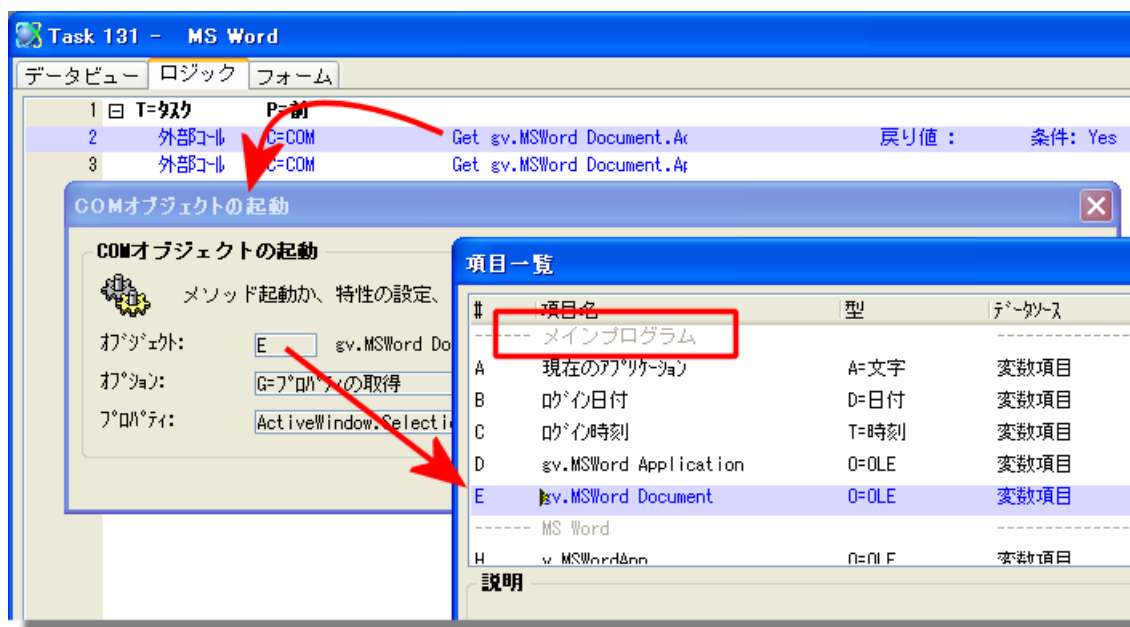 Task 131 - MS Word
データビュー ロジック フォーム
1 T=タスク P=前
2 外部コール C=COM Get gv.MSWord Document.Ac 戻り値: 条件: Yes
3 外部コール C=COM Get gv.MSWord Document.Ap
COMオブジェクトの起動
COMオブジェクトの起動
メソッド起動か、特性の設定、
オブジェクト: E gv.MSWord Do
オプション: G=プロパティの取得
プロパティ: ActiveWindow.Selecti
項目一覧
# 項目名 型 データソース
------ メインプログラム --------------
A 現在のアプリケーション A=文字 変数項目
B ログイン日付 D=日付 変数項目
C ログイン時刻 T=時刻 変数項目
D gv.MSWord Application O=OLE 変数項目
E gv.MSWord Document O=OLE 変数項目
------ MS Word --------------
H v.MSWordApp O=OLE 変数項目
説明